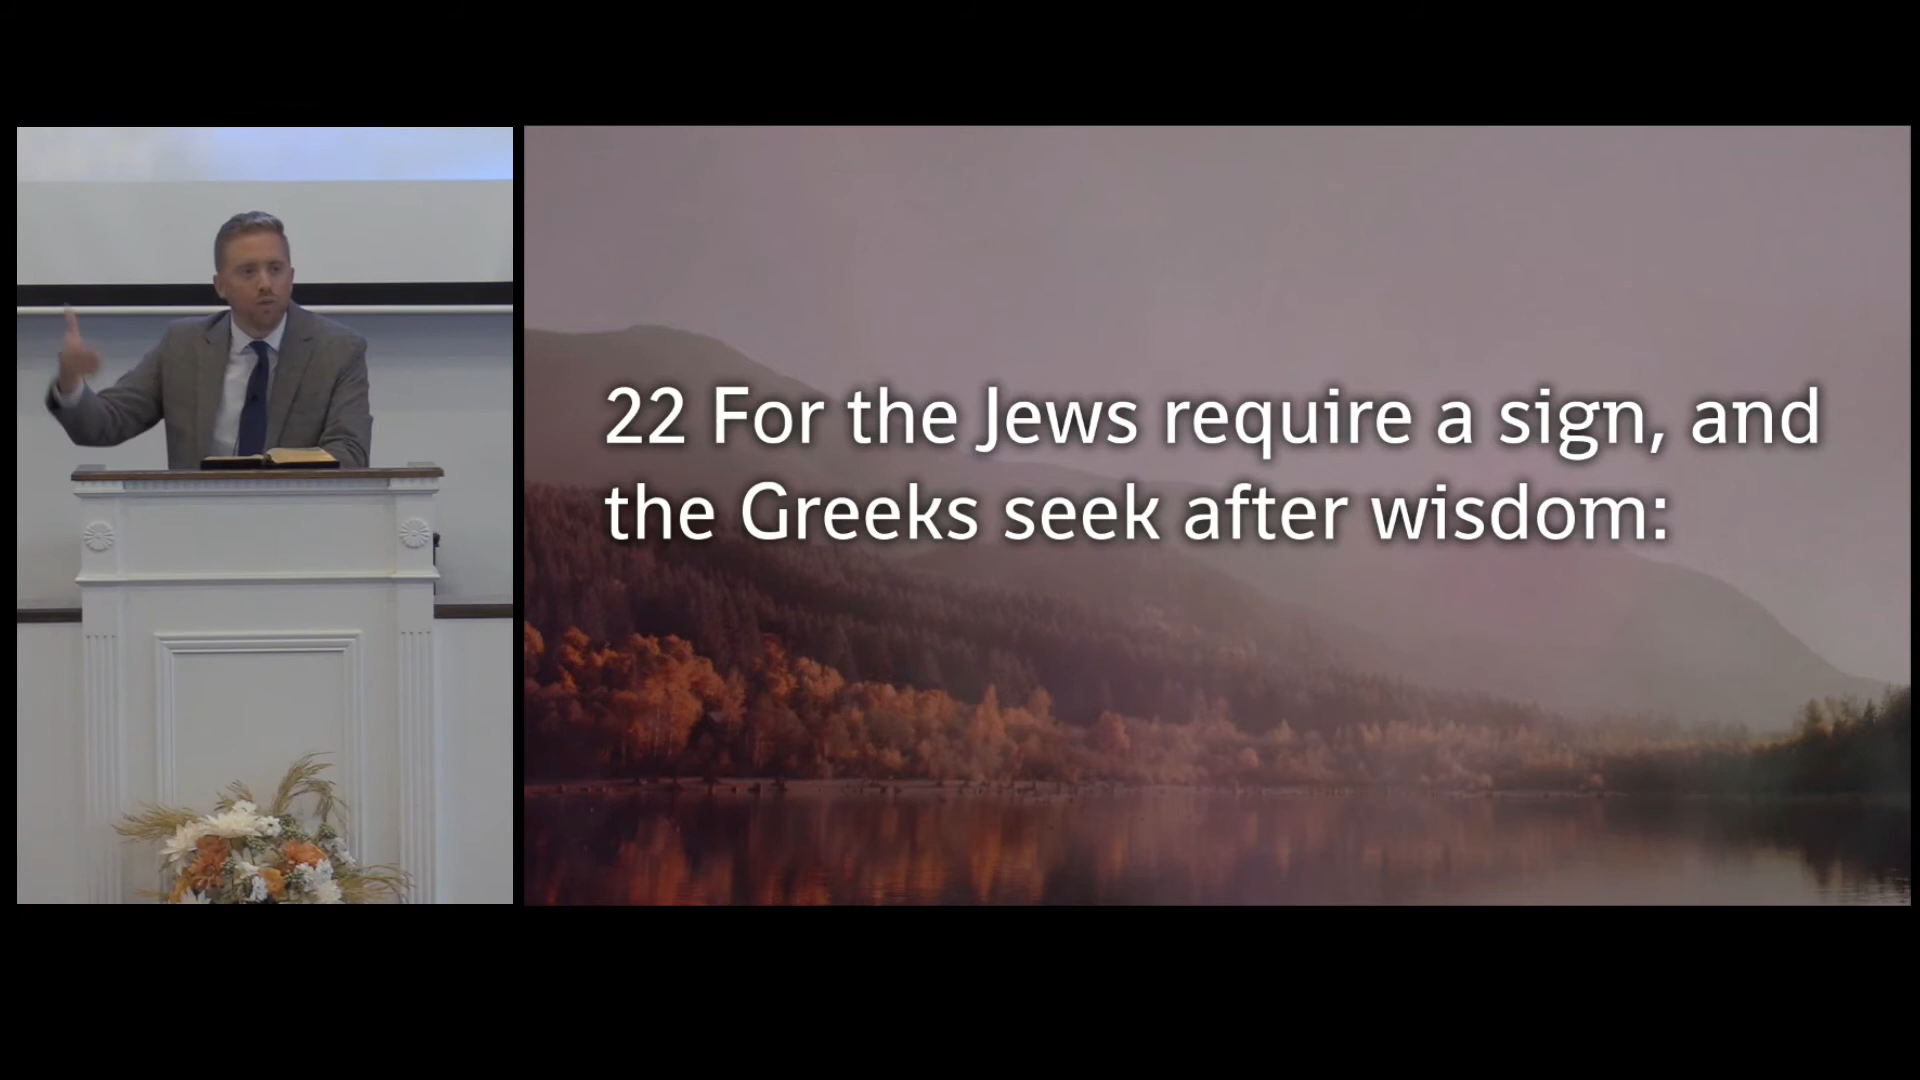 22 For the Jews require a sign, and
the Greeks seek after wisdom: